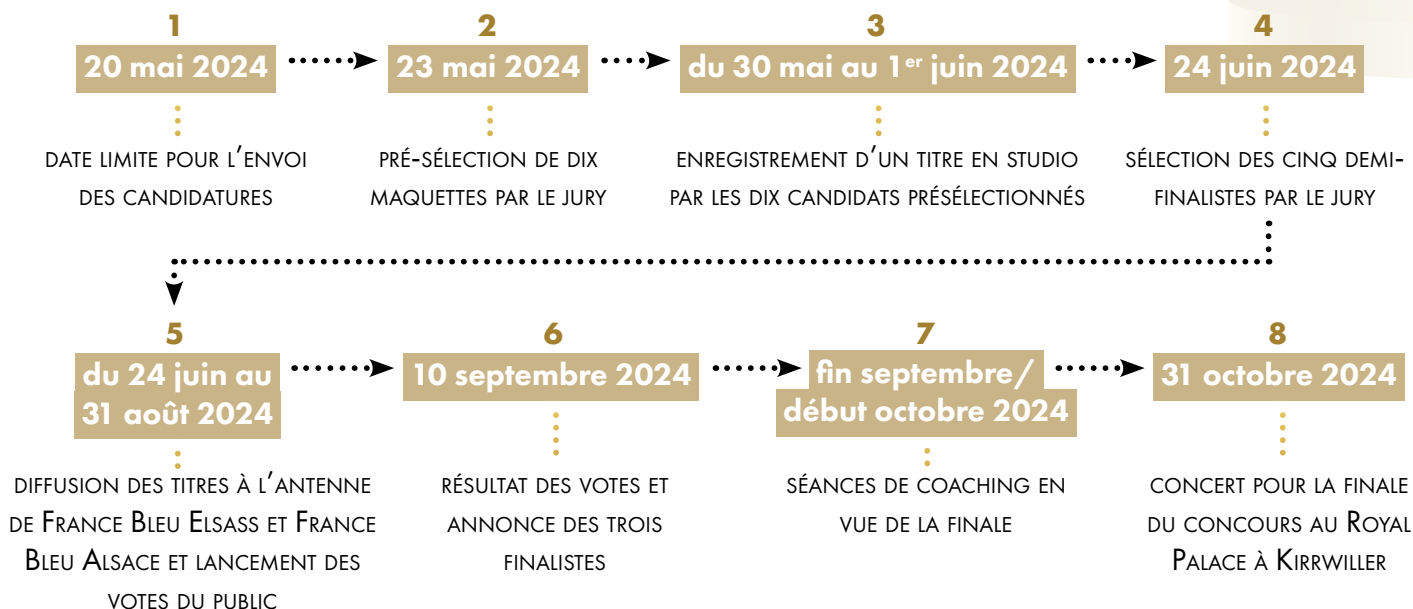 1
20 mai 2024
DATE LIMITE POUR L'ENVOI
DES CANDIDATURES
2
23 mai 2024
PRÉ-SÉLECTION DE DIX
MAQUETTES PAR LE JURY
3
du 30 mai au 1er juin 2024
ENREGISTREMENT D'UN TITRE EN STUDIO
PAR LES DIX CANDIDATS PRÉSÉLECTIONNÉS
4
24 juin 2024
SÉLECTION DES CINQ DEMI-
FINALISTES PAR LE JURY
5
du 24 juin au
31 août 2024
DIFFUSION DES TITRES À L'ANTENNE
DE FRANCE BLEU ELSASS ET FRANCE
BLEU ALSACE ET LANCEMENT DES
VOTES DU PUBLIC
6
10 septembre 2024
RÉSULTAT DES VOTES ET
ANNONCE DES TROIS
FINALISTES
7
fin septembre/
début octobre 2024
SÉANCES DE COACHING EN
VUE DE LA FINALE
8
31 octobre 2024
CONCERT POUR LA FINALE
DU CONCOURS AU ROYAL
PALACE À KIRRWILLER